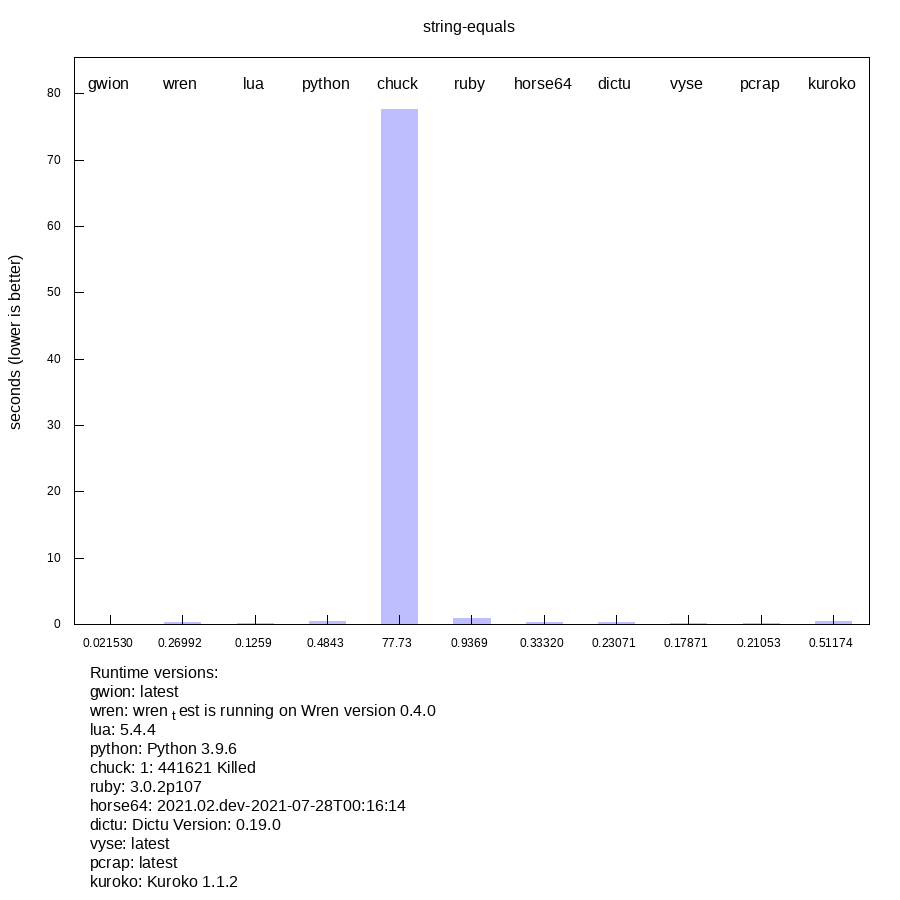 string-equals
gwion wren lua python chuck ruby horse64 dictu vyse pcrap kuroko
80
70
60
50
40
30
20
10
0
seconds (lower is better)
0.021530 0.26992 0.1259 0.4843 77.73 0.9369 0.33320 0.23071 0.17871 0.21053 0.51174
Runtime versions:
gwion: latest
wren: wren t est is running on Wren version 0.4.0
lua: 5.4.4
python: Python 3.9.6
chuck: 1: 441621 Killed
ruby: 3.0.2p107
horse64: 2021.02.dev-2021-07-28T00:16:14
dictu: Dictu Version: 0.19.0
vyse: latest
pcrap: latest
kuroko: Kuroko 1.1.2